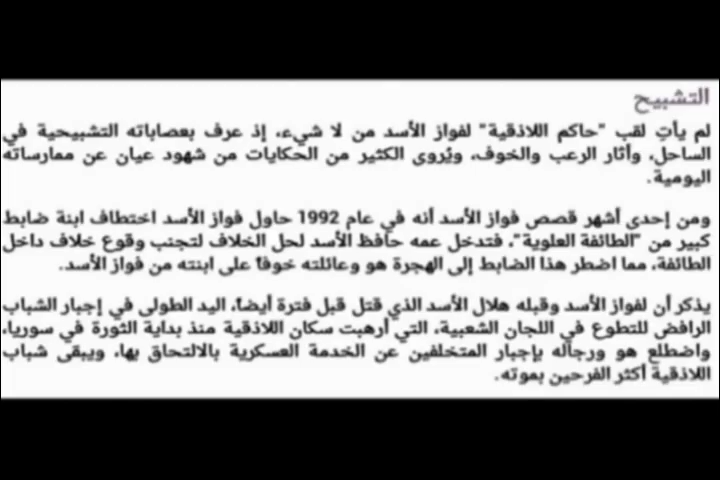 التشبيح
لم يأتِ لقب "حاكم اللاذقية" لفواز الأسد من لا شيء، إذ عرف بعصاباته التشبيحية في
الساحل، وأثار الرعب والخوف، ويُروى الكثير من الحكايات من شهود عيان عن ممارساته
اليومية.
ومن إحدى أشهر قصص فواز الأسد أنه في عام 1992 حاول فواز الأسد اختطاف ابنة ضابط
كبير من "الطائفة العلوية"، فتدخل عمه حافظ الأسد لحل الخلاف لتجنب وقوع خلاف داخل
الطائفة، مما اضطر هذا الضابط إلى الهجرة هو وعائلته خوفاً على ابنته من فواز الأسد.
يذكر أن لفواز الأسد وقبله هلال الأسد الذي قتل قبل فترة أيضاً، اليد الطولى في إجبار الشباب
الرافض للتطوع في اللجان الشعبية، التي أرهبت سكان اللاذقية منذ بداية الثورة في سوريا،
واضطلع هو ورجاله بإجبار المتخلفين عن الخدمة العسكرية بالالتحاق بها، ويبقى شباب
اللاذقية أكثر الفرحين بموته.